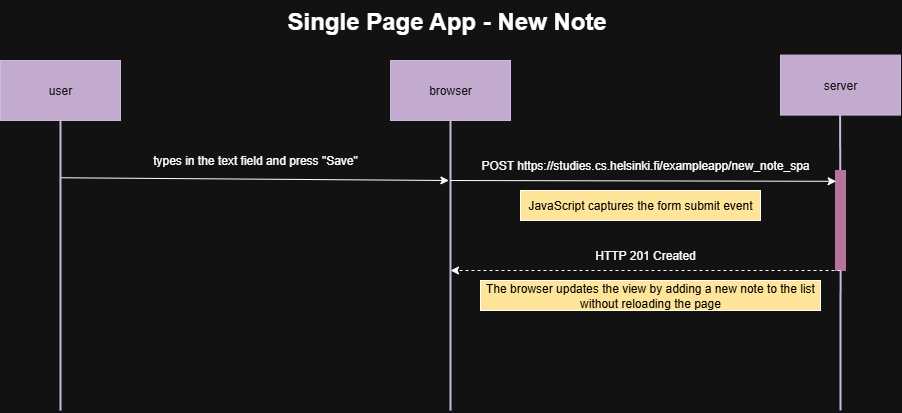 Single Page App - New Note
user
browser
server
types in the text field and press "Save"
POST https://studies.cs.helsinki.fi/exampleapp/new_note_spa
JavaScript captures the form submit event
HTTP 201 Created
The browser updates the view by adding a new note to the list
without reloading the page